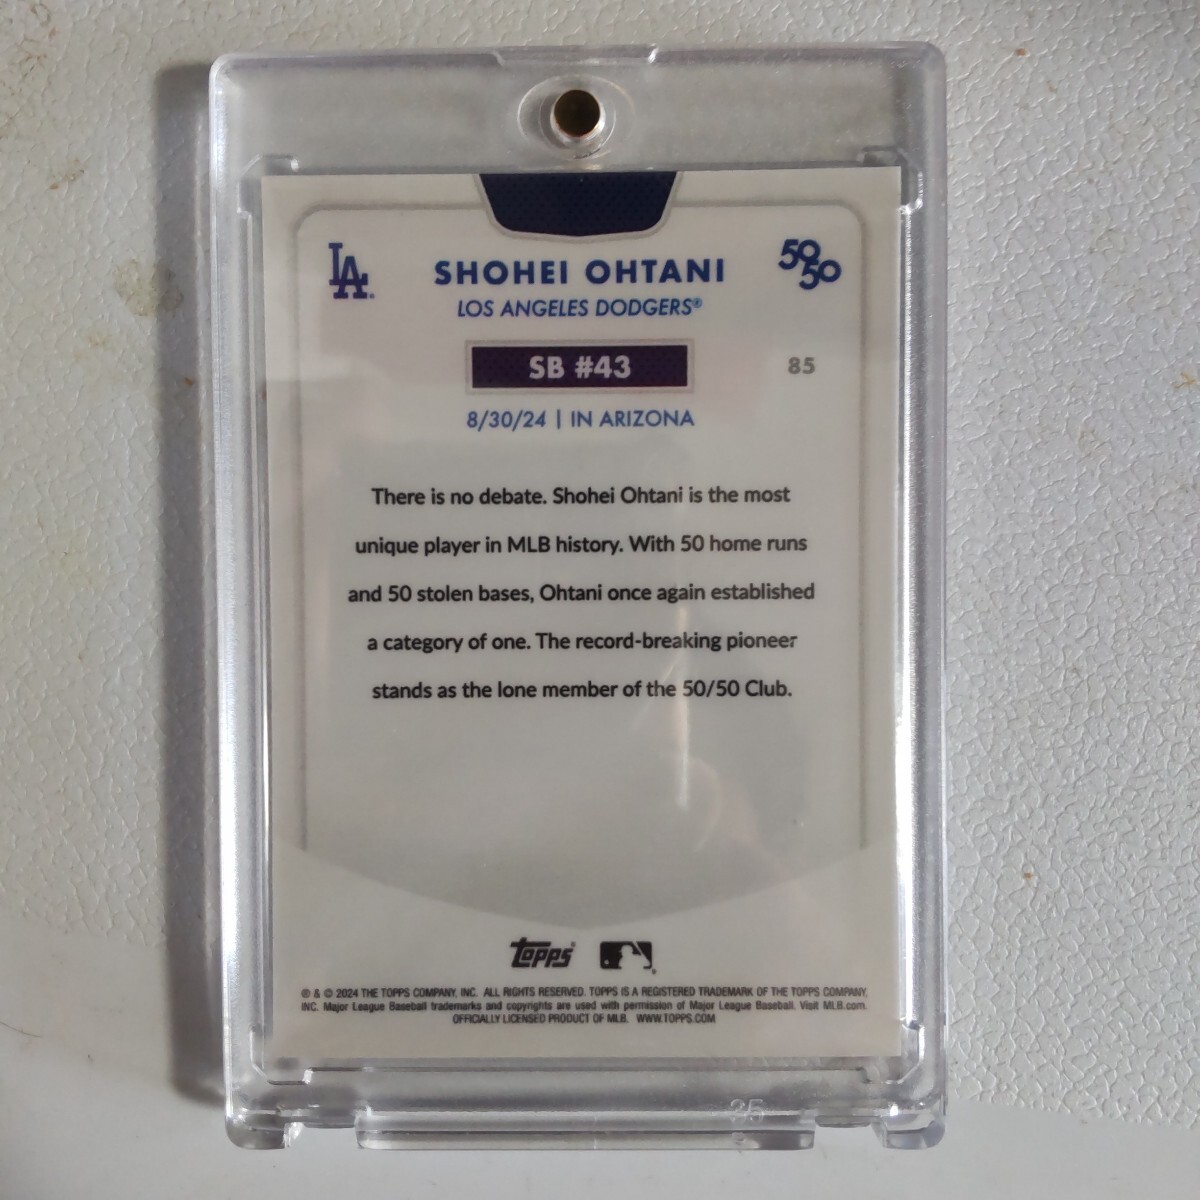 LA
SHOHEI OHTANI
50/50
LOS ANGELES DODGERS®
SB #43
85
8/30/24 | IN ARIZONA
There is no debate. Shohei Ohtani is the most
unique player in MLB history. With 50 home runs
and 50 stolen bases, Ohtani once again established
a category of one. The record-breaking pioneer
stands as the lone member of the 50/50 Club.
Topps®
® & © 2024 THE TOPPS COMPANY, INC. ALL RIGHTS RESERVED. TOPPS IS A REGISTERED TRADEMARK OF THE TOPPS COMPANY,
INC. Major League Baseball trademarks and copyrights are used with permission of Major League Baseball. Visit MLB.com.
OFFICIALLY LICENSED PRODUCT OF MLB. WWW.TOPPS.COM
35